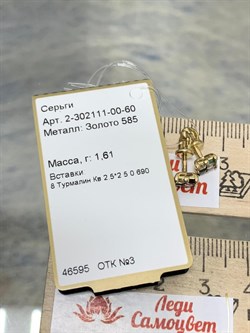 Серьги
Арт. 2-302111-00-60
Металл: Золото 585
Масса, г: 1,61
Вставки
8 Турмалин Кв 2.5*2 5 0 690
46595 ОТК №3
Леди
Самоцвет